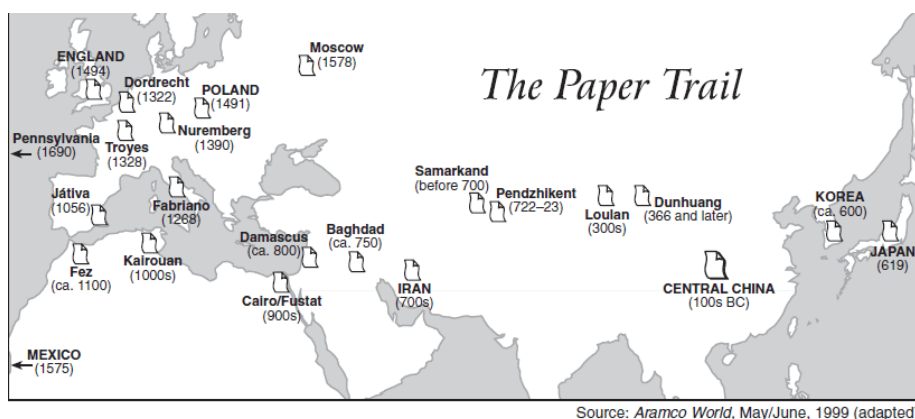 The Paper Trail
Moscow
(1578)
ENGLAND
(1494)
Dordrecht
(1322)
POLAND
(1491)
Nuremberg
(1390)
Pennsylvania
(1690)
Troyes
(1328)
Játiva
(1056)
Fabriano
(1268)
Samarkand
(before 700)
Pendzhikent
(722–23)
Loulan
(300s)
Dunhuang
(366 and later)
KOREA
(ca. 600)
JAPAN
(619)
Fez
(ca. 1100)
Kairouan
(1000s)
Damascus
(ca. 800)
Baghdad
(ca. 750)
Cairo/Fustat
(900s)
IRAN
(700s)
CENTRAL CHINA
(100s BC)
MEXICO
(1575)
Source: Aramco World, May/June, 1999 (adapted